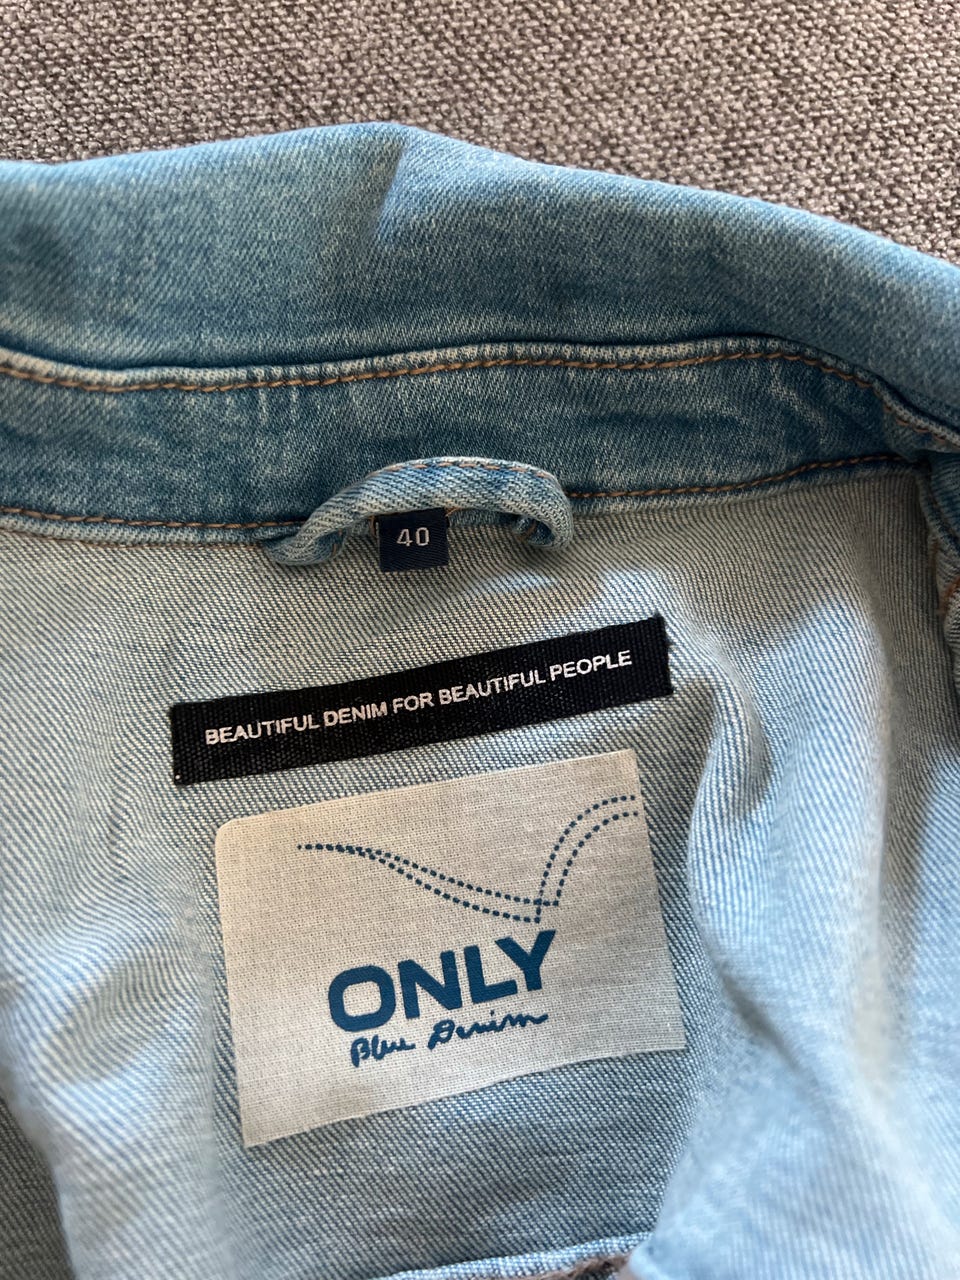 40
BEAUTIFUL DENIM FOR BEAUTIFUL PEOPLE
ONLY
Blue Denim